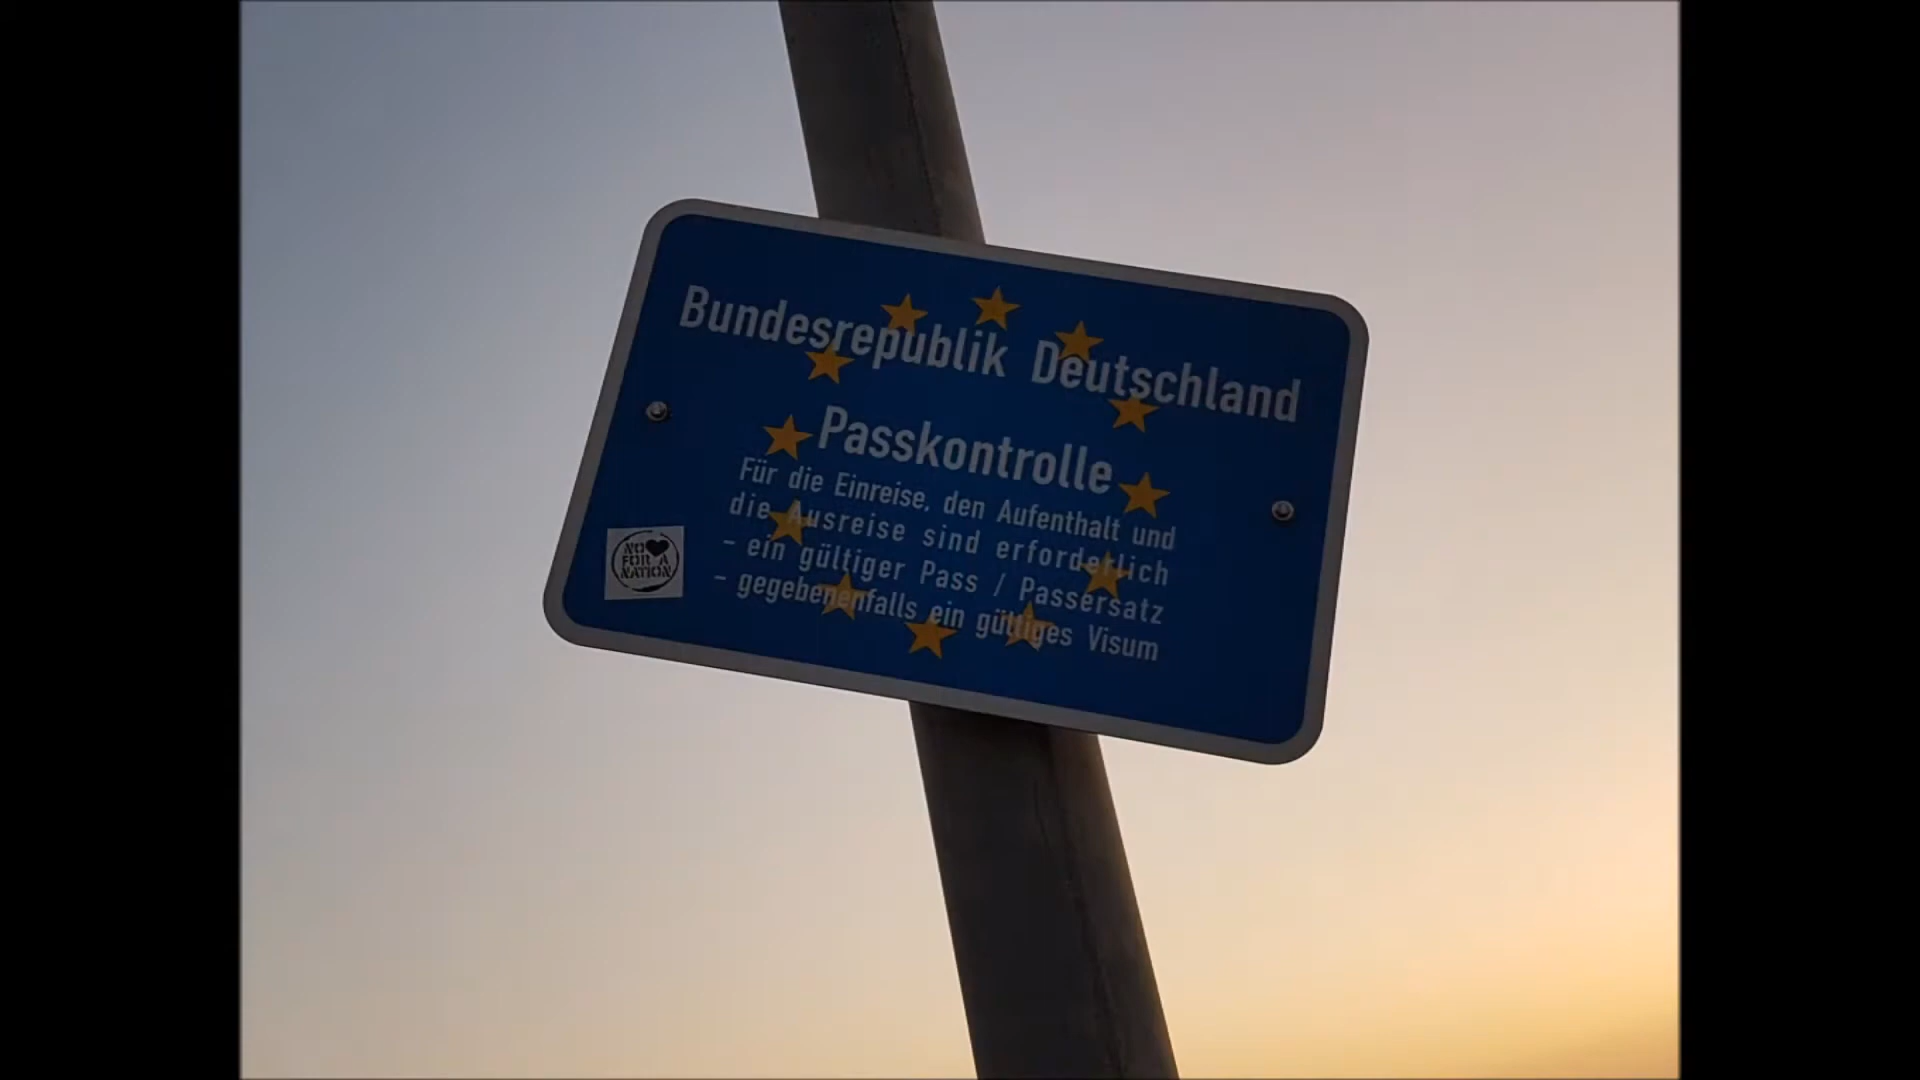 Bundesrepublik Deutschland
Passkontrolle
Für die Einreise, den Aufenthalt und
die Ausreise sind erforderlich
- ein gültiger Pass / Passersatz
- gegebenenfalls ein gültiges Visum
NO
FOR A
NATION